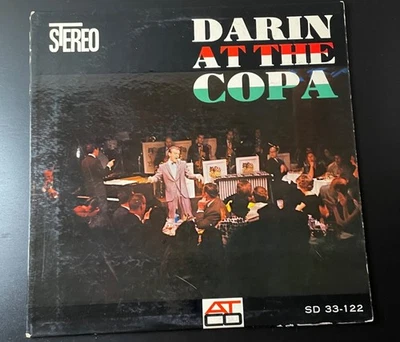 STEREO
DARIN
AT THE
COPA
ATCO
SD 33-122